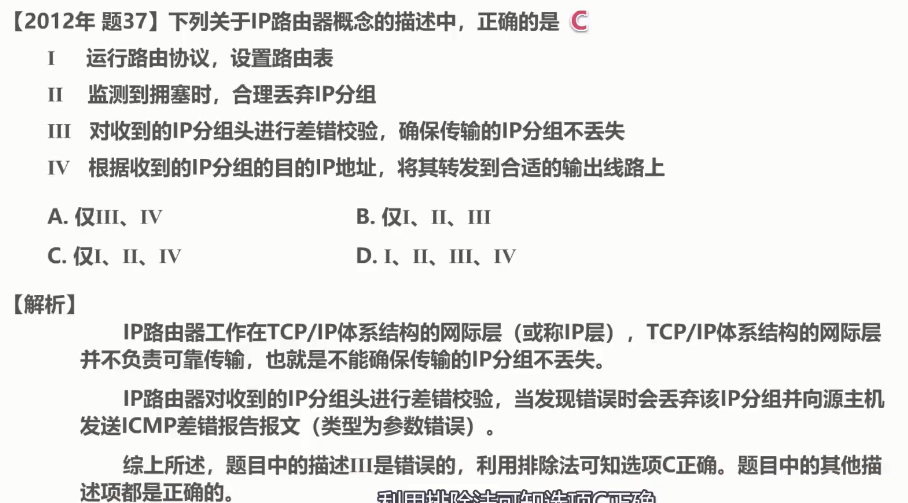 【2012年 题37】下列关于IP路由器概念的描述中，正确的是 C
I 运行路由协议，设置路由表
II 监测到拥塞时，合理丢弃IP分组
III 对收到的IP分组头进行差错校验，确保传输的IP分组不丢失
IV 根据收到的IP分组的目的IP地址，将其转发到合适的输出线路上
A. 仅III、IV B. 仅I、II、III
C. 仅I、II、IV D. I、II、III、IV
【解析】
IP路由器工作在TCP/IP体系结构的网际层（或称IP层），TCP/IP体系结构的网际层
并不负责可靠传输，也就是不能确保传输的IP分组不丢失。
IP路由器对收到的IP分组头进行差错校验，当发现错误时会丢弃该IP分组并向源主机
发送ICMP差错报告报文（类型为参数错误）。
综上所述，题目中的描述III是错误的，利用排除法可知选项C正确。题目中的其他描
述项都是正确的。
利用排除法可知选项C正确